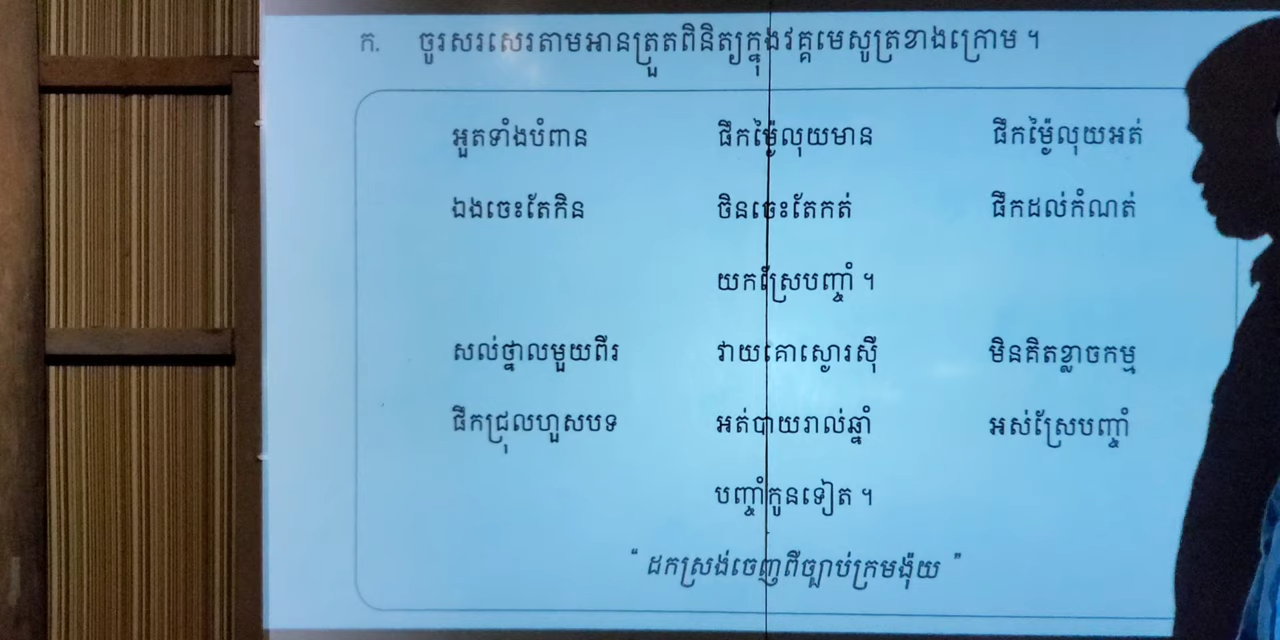 ក. ចូរសរសេរតាមអានត្រួតពិនិត្យក្នុងវគ្គមេសូត្រខាងក្រោម ។
អួតទាំងបំពាន ផឹកម៉្លៃលុយមាន ផឹកម៉្លៃលុយអត់
ឯងចេះតែកិន ចិនចេះតែកត់ ផឹកដល់កំណត់
យកស្រែបញ្ចាំ ។
សល់ថ្នាលមួយពីរ វាយគោស្ងោរស៊ី មិនគិតខ្លាចកម្ម
ផឹកជ្រុលហួសបទ អត់បាយរាល់ឆ្នាំ អស់ស្រែបញ្ចាំ
បញ្ចាំកូនទៀត ។
" ដកស្រង់ចេញពីច្បាប់ក្រមង៉ុយ "